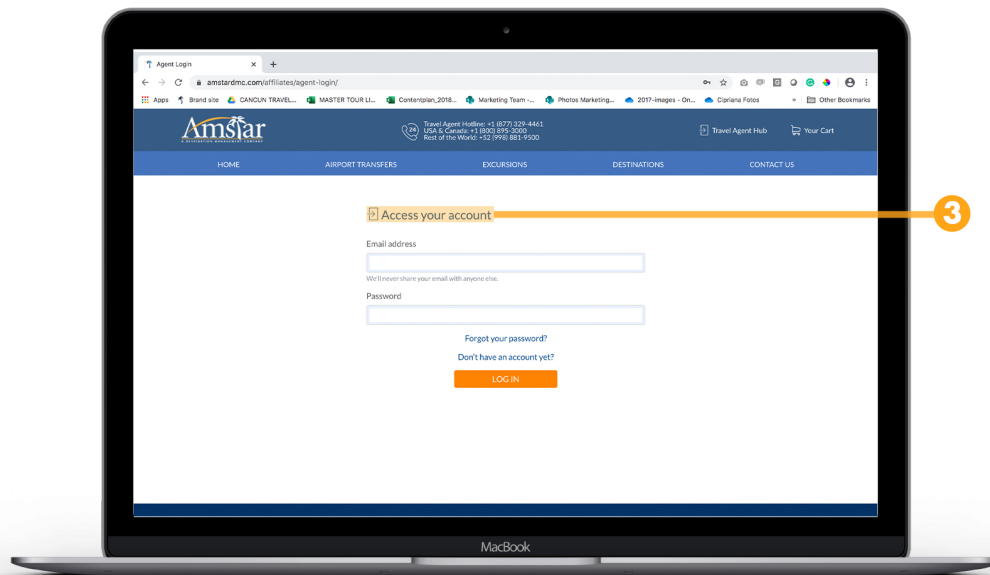 Agent Login
amstardmc.com/affiliates/agent-login/
Apps Brand site CANCUN TRAVEL... MASTER TOUR LI... Contentplan_2018... Marketing Team -... Photos Marketing... 2017-images - On... Cipriana Fotos » Other Bookmarks
Amstar
A DESTINATION MANAGEMENT COMPANY
24
Travel Agent Hotline: +1 (877) 329-4461
USA & Canada: +1 (800) 895-3000
Rest of the World: +52 (998) 881-9500
Travel Agent Hub
Your Cart
HOME AIRPORT TRANSFERS EXCURSIONS DESTINATIONS CONTACT US
Access your account
3
Email address
We'll never share your email with anyone else.
Password
Forgot your password?
Don't have an account yet?
LOG IN
MacBook